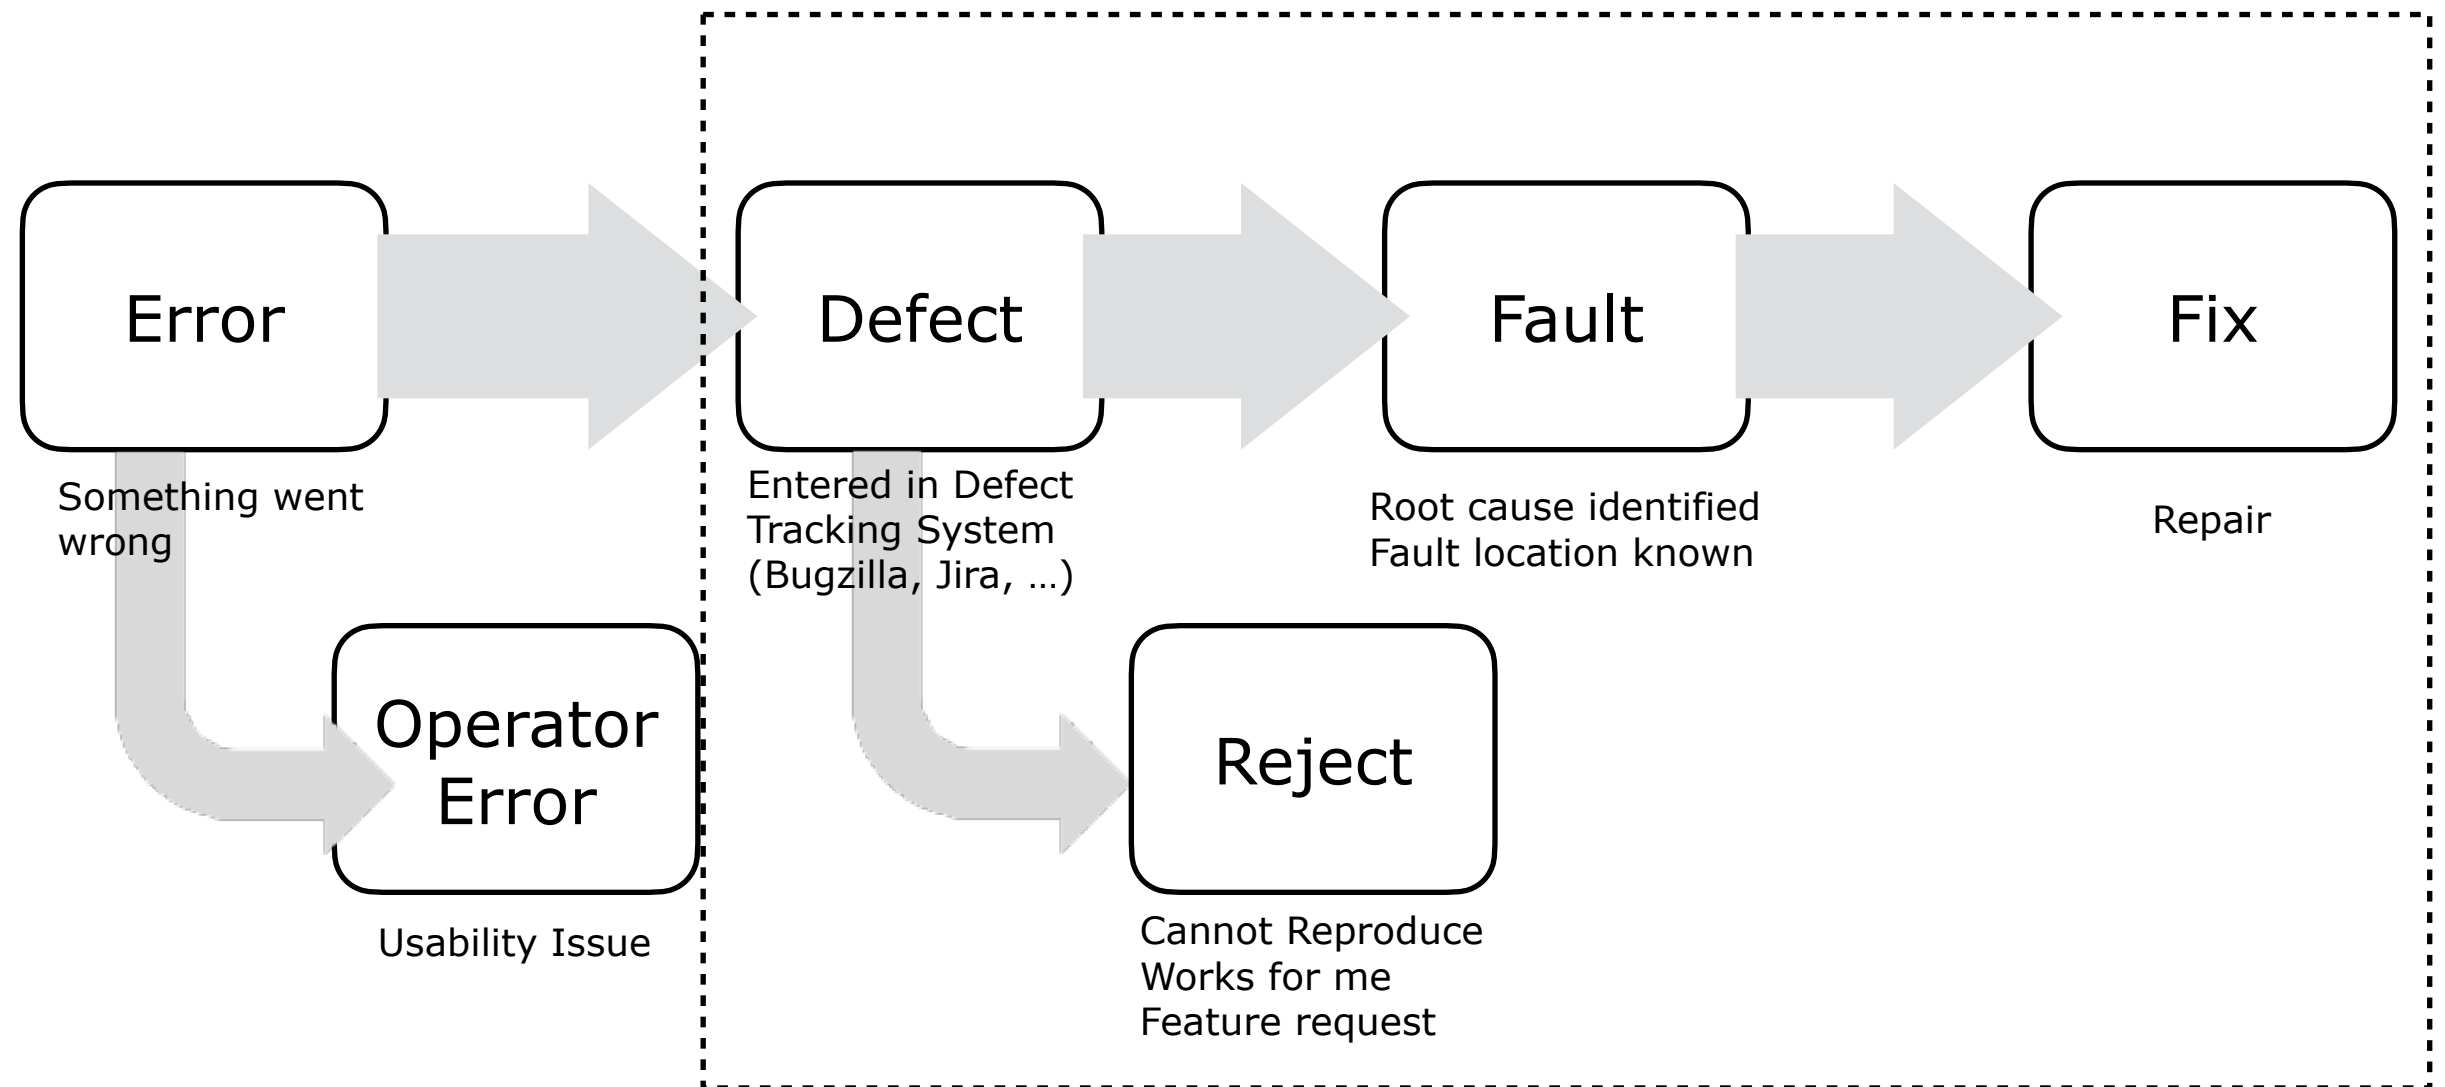 Error
Defect
Fault
Fix
Something went
wrong
Entered in Defect
Tracking System
(Bugzilla, Jira, …)
Root cause identified
Fault location known
Repair
Operator
Error
Reject
Usability Issue
Cannot Reproduce
Works for me
Feature request